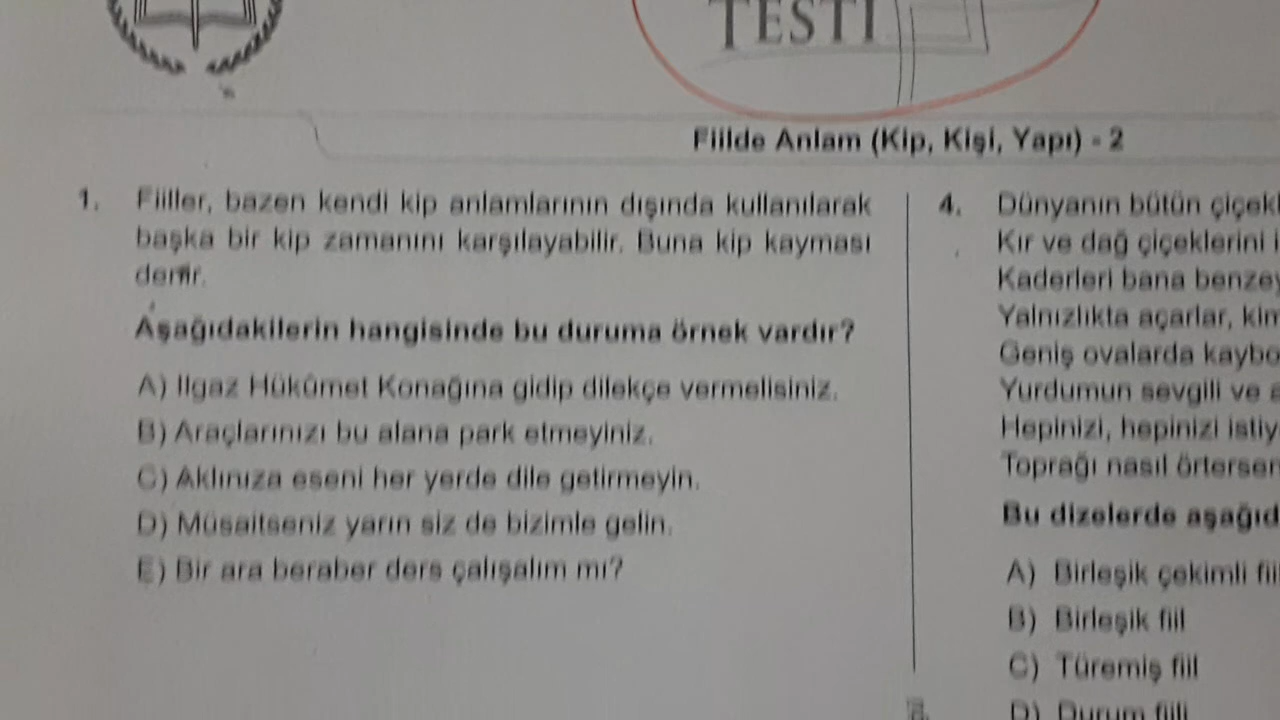 TESTİ
Fiilde Anlam (Kip, Kişi, Yapı) - 2
1. Fiiller, bazen kendi kip anlamlarının dışında kullanılarak
başka bir kip zamanını karşılayabilir. Buna kip kayması
denir.
Aşağıdakilerin hangisinde bu duruma örnek vardır?
A) Ilgaz Hükûmet Konağına gidip dilekçe vermelisiniz.
B) Araçlarınızı bu alana park etmeyiniz.
C) Aklınıza eseni her yerde dile getirmeyin.
D) Müsaitseniz yarın siz de bizimle gelin.
E) Bir ara beraber ders çalışalım mı?
4. Dünyanın bütün
Kır ve dağ çiçeklerini
Kaderleri bana
Yalnızlıkta açarlar,
Geniş ovalarda
Yurdumun sevgili ve
Hepinizi, hepinizi
Toprağı nasıl
Bu dizelerde
A) Birleşik çekimli
B) Birleşik fiil
C) Türemiş fiil
D) Durum fiili